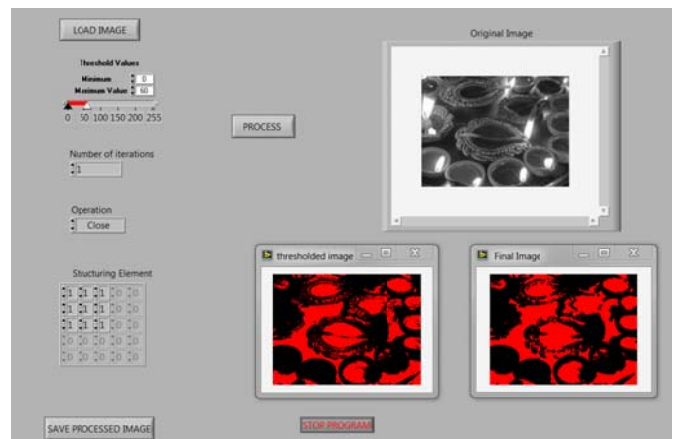 LOAD IMAGE
Original Image
Threshold Values
Minimum 0
Maximum Value 60
0 50 100 150 200 255
PROCESS
Number of iterations
1
Operation
Close
thresholded image
Final Image
Stucturing Element
1 1 1 0 0
1 1 1 0 0
1 1 1 0 0
0 0 0 0 0
0 0 0 0 0
SAVE PROCESSED IMAGE
STOP PROGRAM